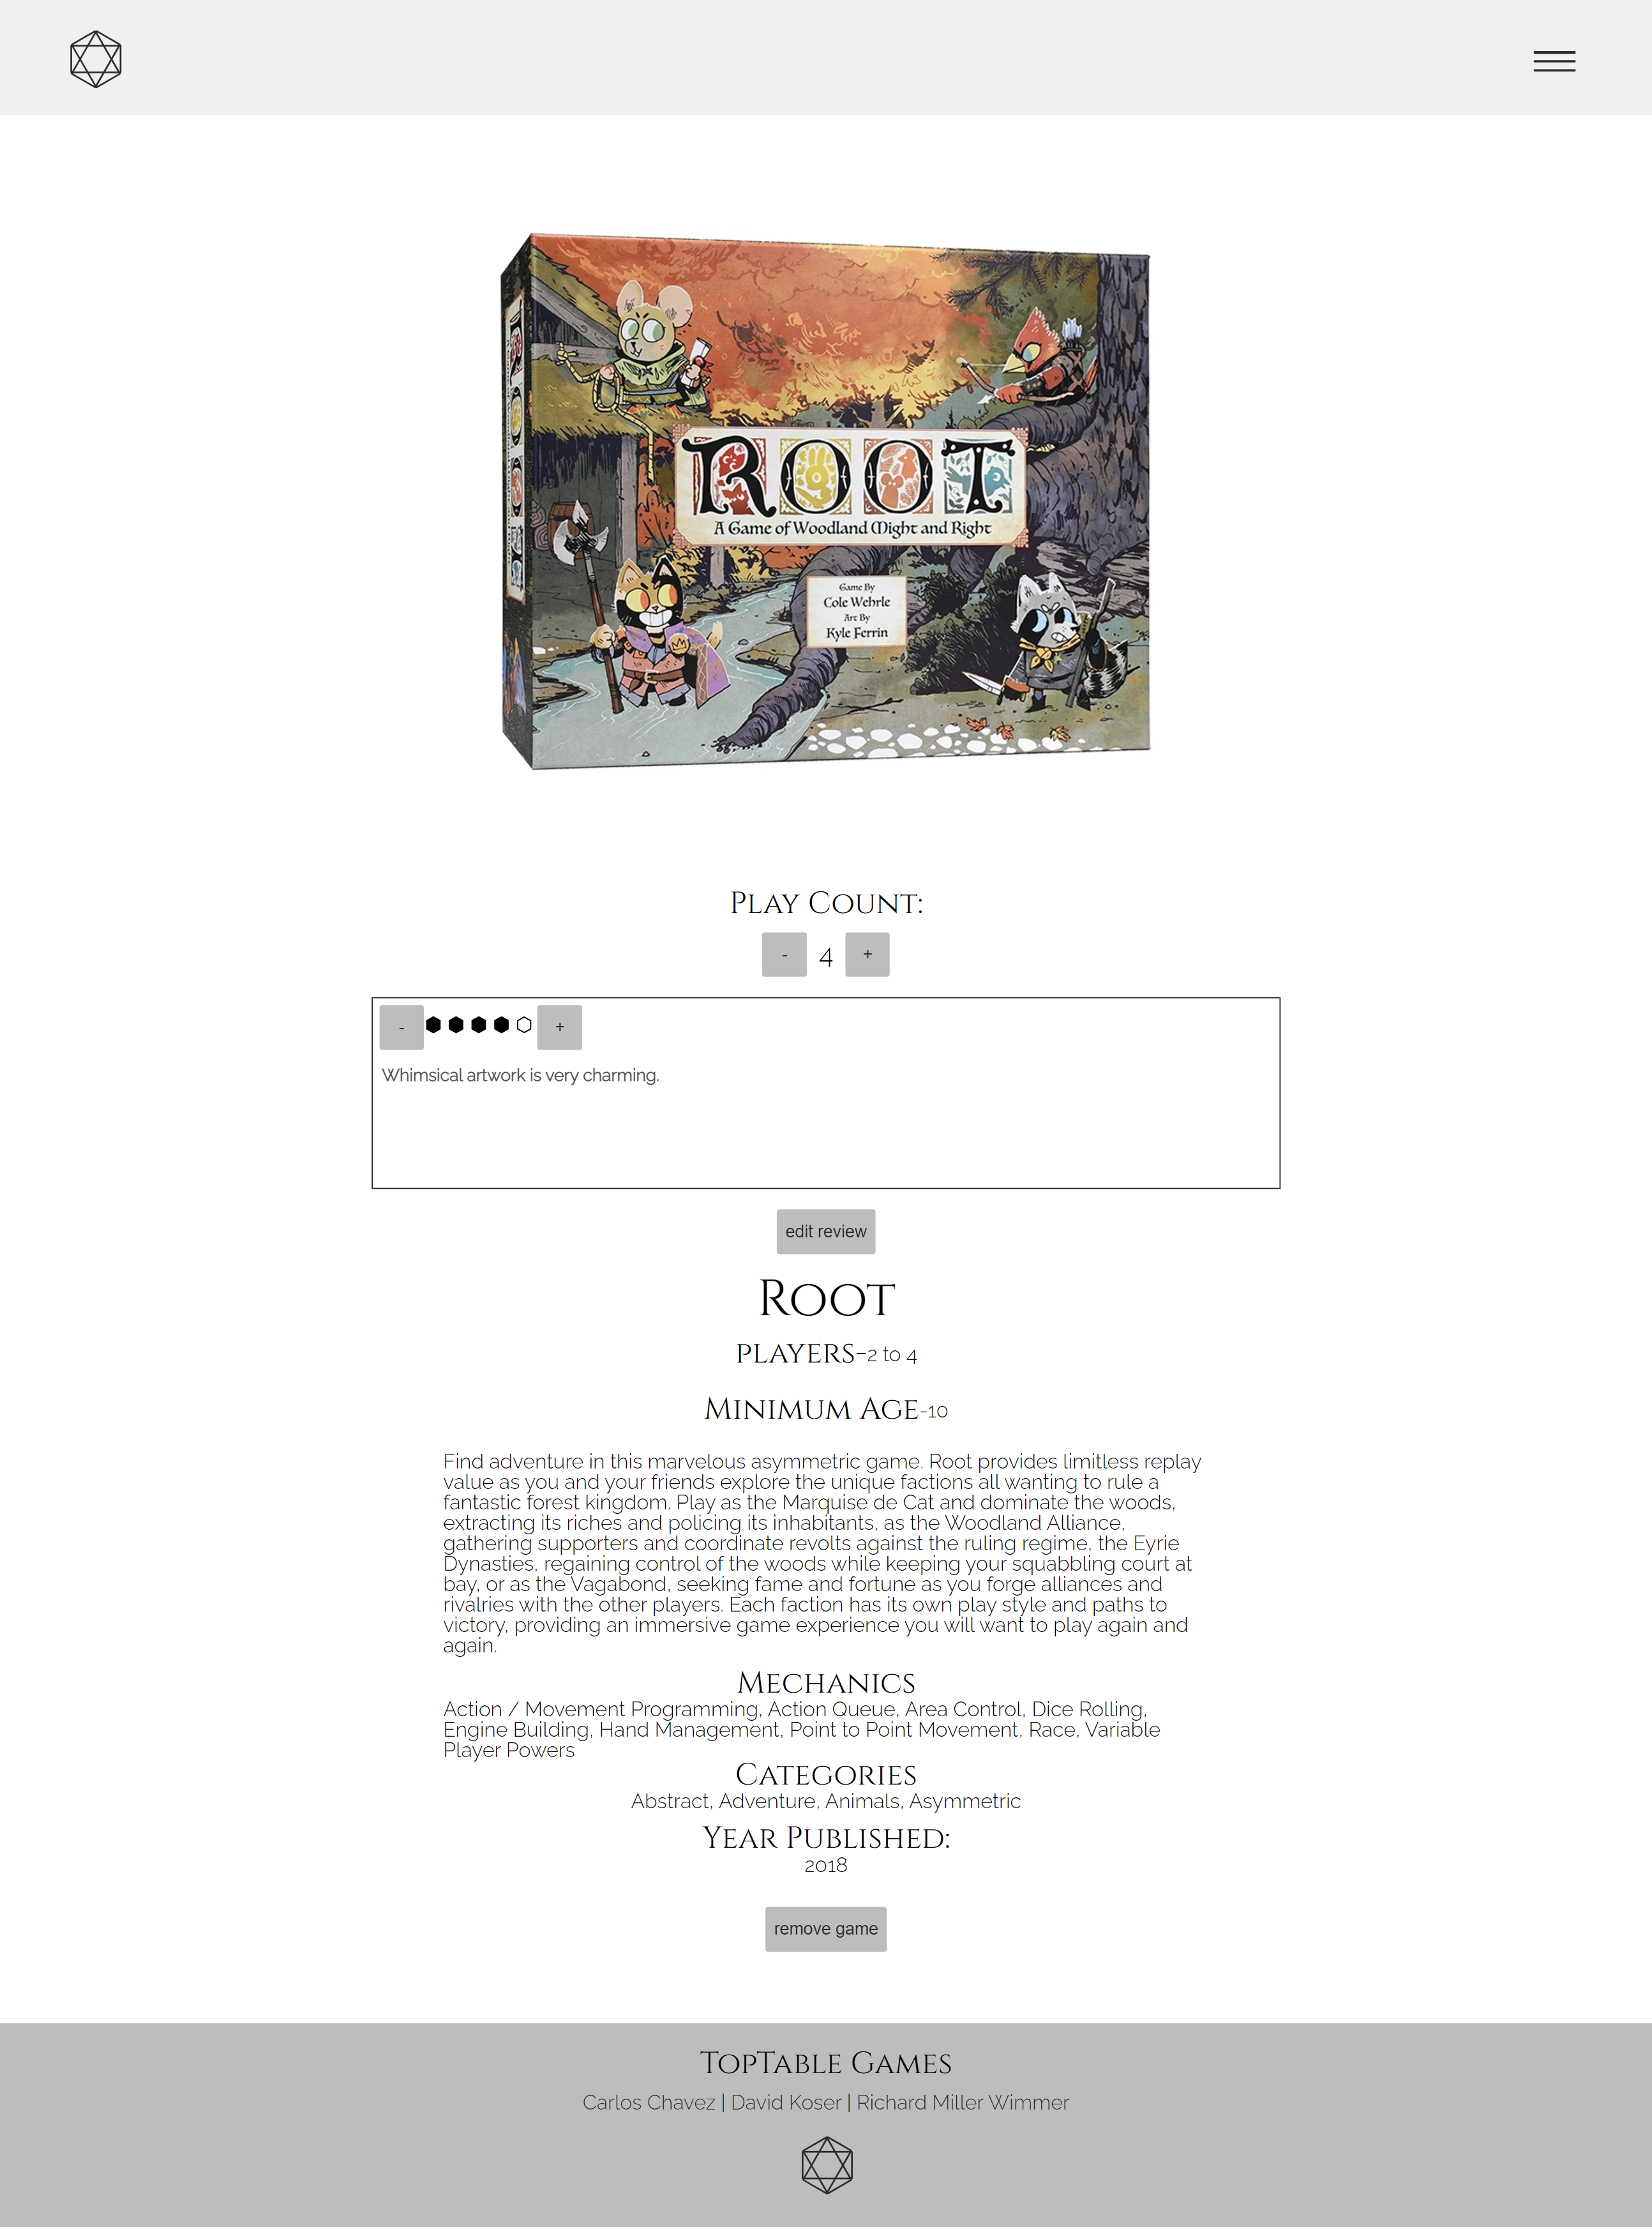 ROOT
A Game of Woodland Might and Right
Game By
Cole Wehrle
Art By
Kyle Ferrin
Play Count:
- 4 +
- +
Whimsical artwork is very charming.
edit review
Root
players-2 to 4
Minimum Age-10
Find adventure in this marvelous asymmetric game. Root provides limitless replay
value as you and your friends explore the unique factions all wanting to rule a
fantastic forest kingdom. Play as the Marquise de Cat and dominate the woods,
extracting its riches and policing its inhabitants, as the Woodland Alliance,
gathering supporters and coordinate revolts against the ruling regime, the Eyrie
Dynasties, regaining control of the woods while keeping your squabbling court at
bay, or as the Vagabond, seeking fame and fortune as you forge alliances and
rivalries with the other players. Each faction has its own play style and paths to
victory, providing an immersive game experience you will want to play again and
again.
Mechanics
Action / Movement Programming, Action Queue, Area Control, Dice Rolling,
Engine Building, Hand Management, Point to Point Movement, Race, Variable
Player Powers
Categories
Abstract, Adventure, Animals, Asymmetric
Year Published:
2018
remove game
TopTable Games
Carlos Chavez | David Koser | Richard Miller Wimmer